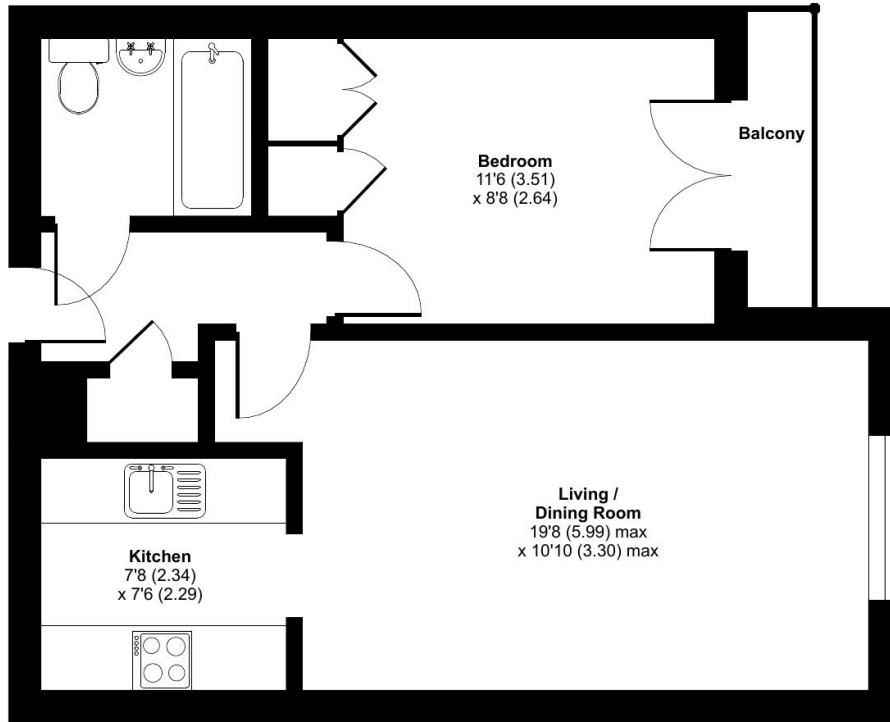 Bedroom
11'6 (3.51)
x 8'8 (2.64)
Balcony
Living /
Dining Room
19'8 (5.99) max
x 10'10 (3.30) max
Kitchen
7'8 (2.34)
x 7'6 (2.29)